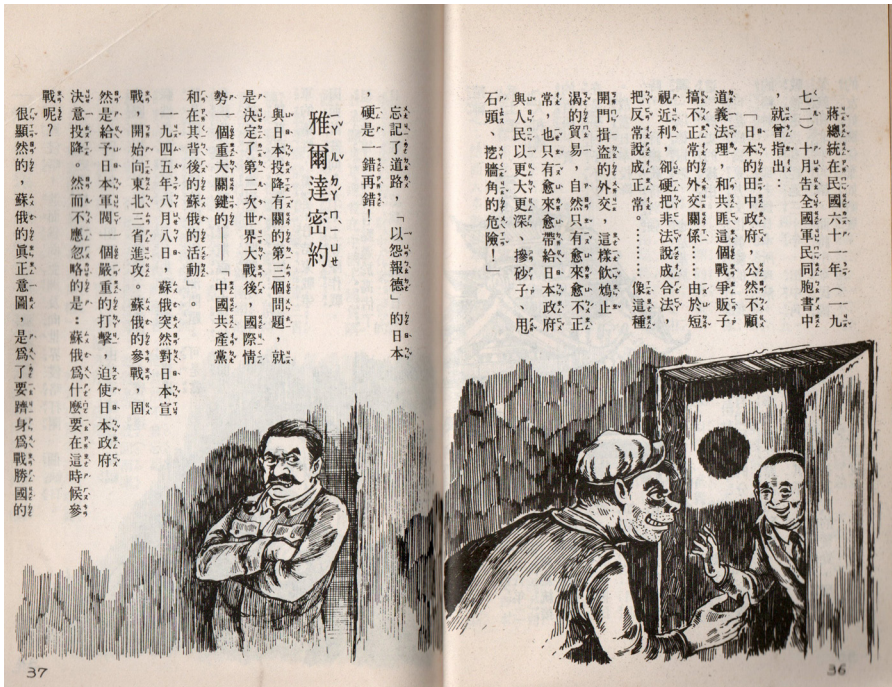 蔣總統在民國六十一年(一九
七二)十月告全國軍民同胞書中
,就曾指出:
「日本的田中政府,公然不顧
道義法理,和共匪這個戰爭販子
搞不正常的外交關係……由於短
視近利,卻硬把非法說成合法,
把反常說成正常。………像這種
開門揖盜的外交,這樣飲鴆止
渴的貿易,自然只有愈來愈不正
常,也只有愈來愈帶給日本政府
與人民以更大更深、摻砂子、甩
石頭、挖牆角的危險!」
36
忘記了道路,「以怨報德」的日本
,硬是一錯再錯!
雅爾達密約
與日本投降有關的第三個問題,就
是決定了第二次世界大戰後,國際情
勢一個重大關鍵的——「中國共產黨
和在其背後的蘇俄的活動」。
一九四五年八月八日,蘇俄突然對日本宣
戰,開始向東北三省進攻。蘇俄的參戰,固
然是給予日本軍閥一個嚴重的打擊,迫使日本政府
決意投降。然而不應忽略的是:蘇俄爲什麼要在這時候參
戰呢?
很顯然的,蘇俄的眞正意圖,是爲了要躋身爲戰勝國的
37